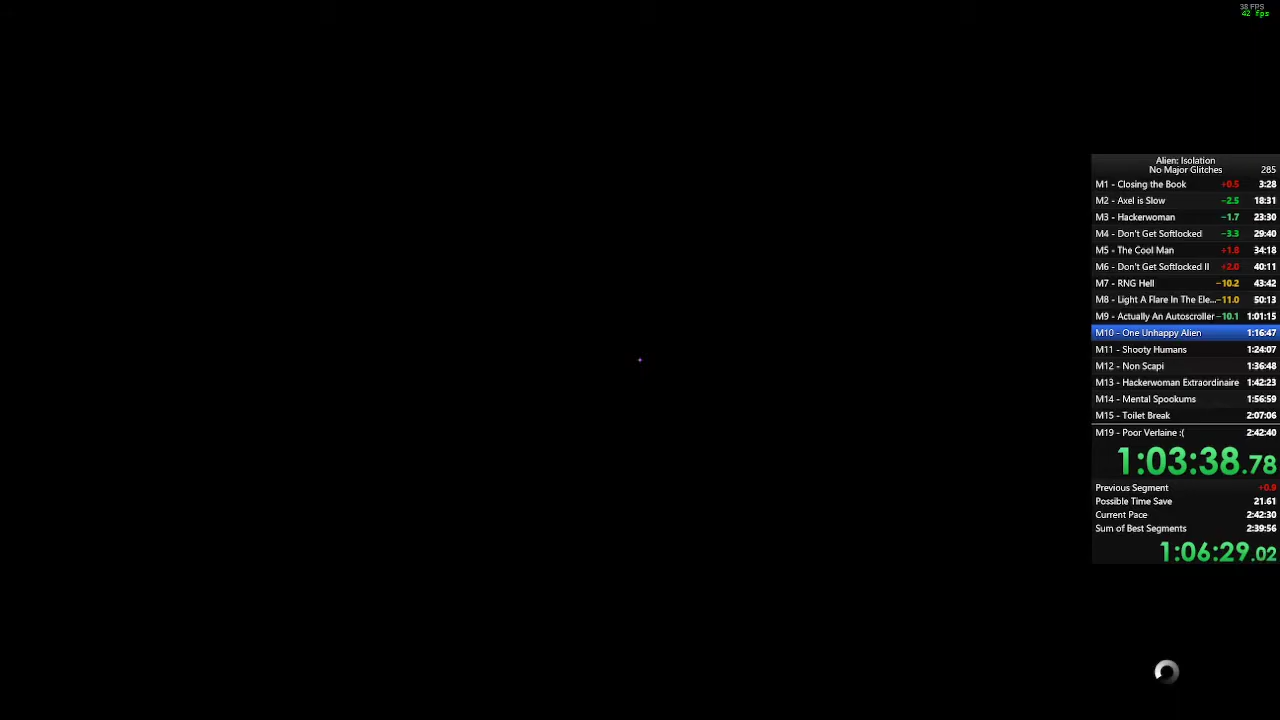 38 FPS
42 fps
Alien: Isolation
No Major Glitches 285
M1 - Closing the Book +0.5 3:28
M2 - Axel is Slow −2.5 18:31
M3 - Hackerwoman −1.7 23:30
M4 - Don't Get Softlocked −3.3 29:40
M5 - The Cool Man +1.8 34:18
M6 - Don't Get Softlocked II +2.0 40:11
M7 - RNG Hell −10.2 43:42
M8 - Light A Flare In The Ele... −11.0 50:13
M9 - Actually An Autoscroller −10.1 1:01:15
M10 - One Unhappy Alien 1:16:47
M11 - Shooty Humans 1:24:07
M12 - Non Scapi 1:36:48
M13 - Hackerwoman Extraordinaire 1:42:23
M14 - Mental Spookums 1:56:59
M15 - Toilet Break 2:07:06
M19 - Poor Verlaine :( 2:42:40
1:03:38.78
Previous Segment +0.9
Possible Time Save 21.61
Current Pace 2:42:30
Sum of Best Segments 2:39:56
1:06:29.02